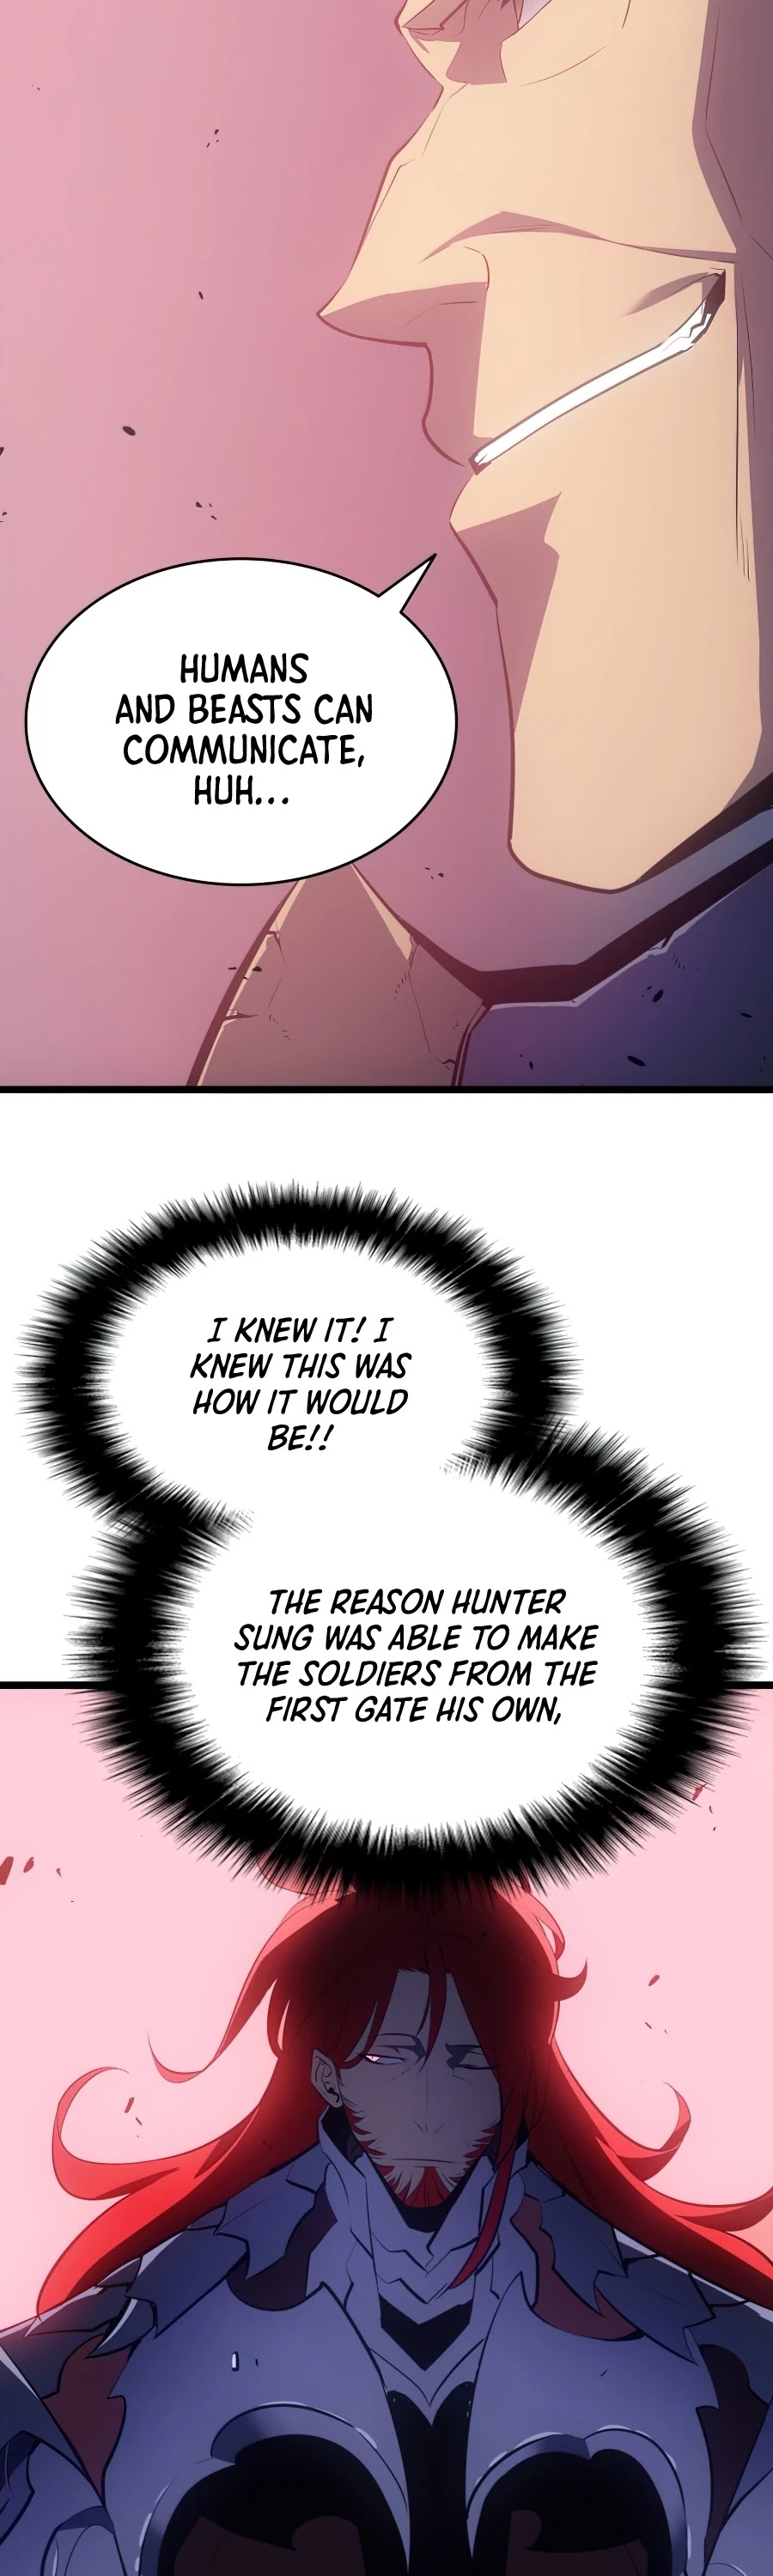 HUMANS
AND BEASTS CAN
COMMUNICATE,
HUH...
I KNEW IT! I
KNEW THIS WAS
HOW IT WOULD
BE!!
THE REASON HUNTER
SUNG WAS ABLE TO MAKE
THE SOLDIERS FROM THE
FIRST GATE HIS OWN,